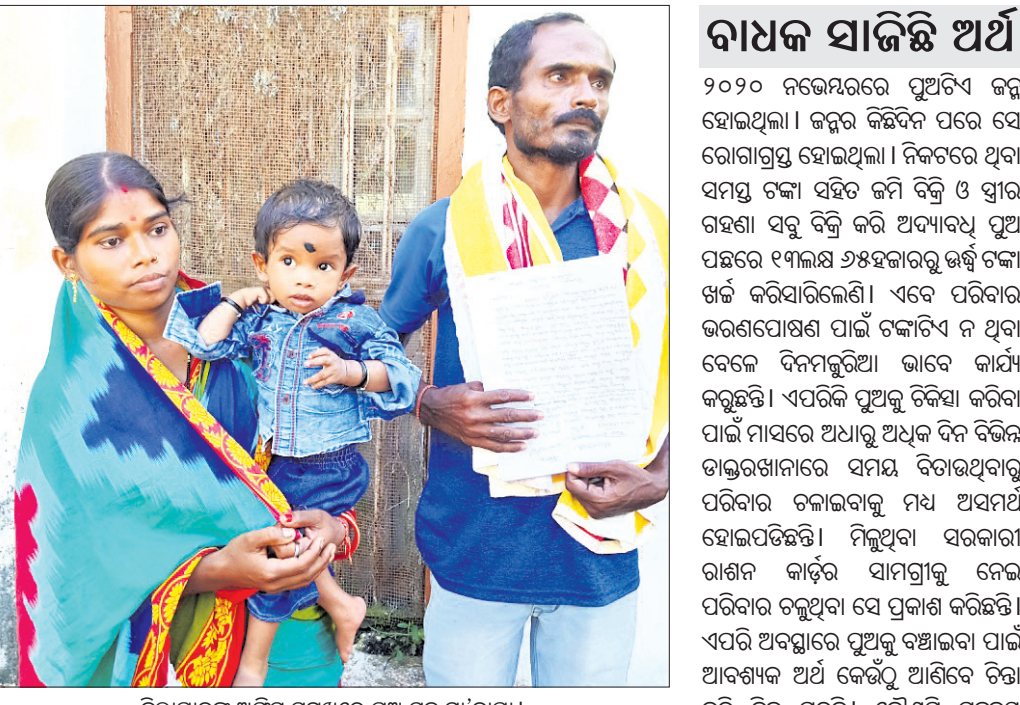 ବାଧକ ସାଜିଛି ଅର୍ଥ
୨୦୨୦ ନଭେମ୍ବରରେ ପୁଅଟିଏ ଜନ୍ମ
ହୋଇଥିଲା। ଜନ୍ମର କିଛିଦିନ ପରେ ସେ
ରୋଗାଗ୍ରସ୍ତ ହୋଇଥିଲା। ନିକଟରେ ଥିବା
ସମସ୍ତ ଟଙ୍କା ସହିତ ଜମି ବିକ୍ରି ଓ ସ୍ତ୍ରୀର
ଗହଣା ସବୁ ବିକ୍ରି କରି ଅଦ୍ୟାବଧି ପୁଅ
ପଛରେ ୧୩ଲକ୍ଷ ୬୫ହଜାରରୁ ଊର୍ଦ୍ଧ୍ୱ ଟଙ୍କା
ଖର୍ଚ୍ଚ କରିସାରିଲେଣି। ଏବେ ପରିବାର
ଭରଣପୋଷଣ ପାଇଁ ଟଙ୍କାଟିଏ ନ ଥିବା
ବେଳେ ଦିନମଜୁରିଆ ଭାବେ କାର୍ଯ୍ୟ
କରୁଛନ୍ତି। ଏପରିକି ପୁଅକୁ ଚିକିତ୍ସା କରିବା
ପାଇଁ ମାସରେ ଅଧାରୁ ଅଧିକ ଦିନ ବିଭିନ୍ନ
ଡାକ୍ତରଖାନାରେ ସମୟ ବିତାଉଥିବାରୁ
ପରିବାର ଚଳାଇବାକୁ ମଧ୍ୟ ଅସମର୍ଥ
ହୋଇପଡିଛନ୍ତି। ମିଳୁଥିବା ସରକାରୀ
ରାଶନ କାର୍ଡ଼ର ସାମଗ୍ରୀକୁ ନେଇ
ପରିବାର ଚଳୁଥିବା ସେ ପ୍ରକାଶ କରିଛନ୍ତି।
ଏପରି ଅବସ୍ଥାରେ ପୁଅକୁ ବଞ୍ଚାଇବା ପାଇଁ
ଆବଶ୍ୟକ ଅର୍ଥ କେଉଁଠୁ ଆଣିବେ ଚିନ୍ତା